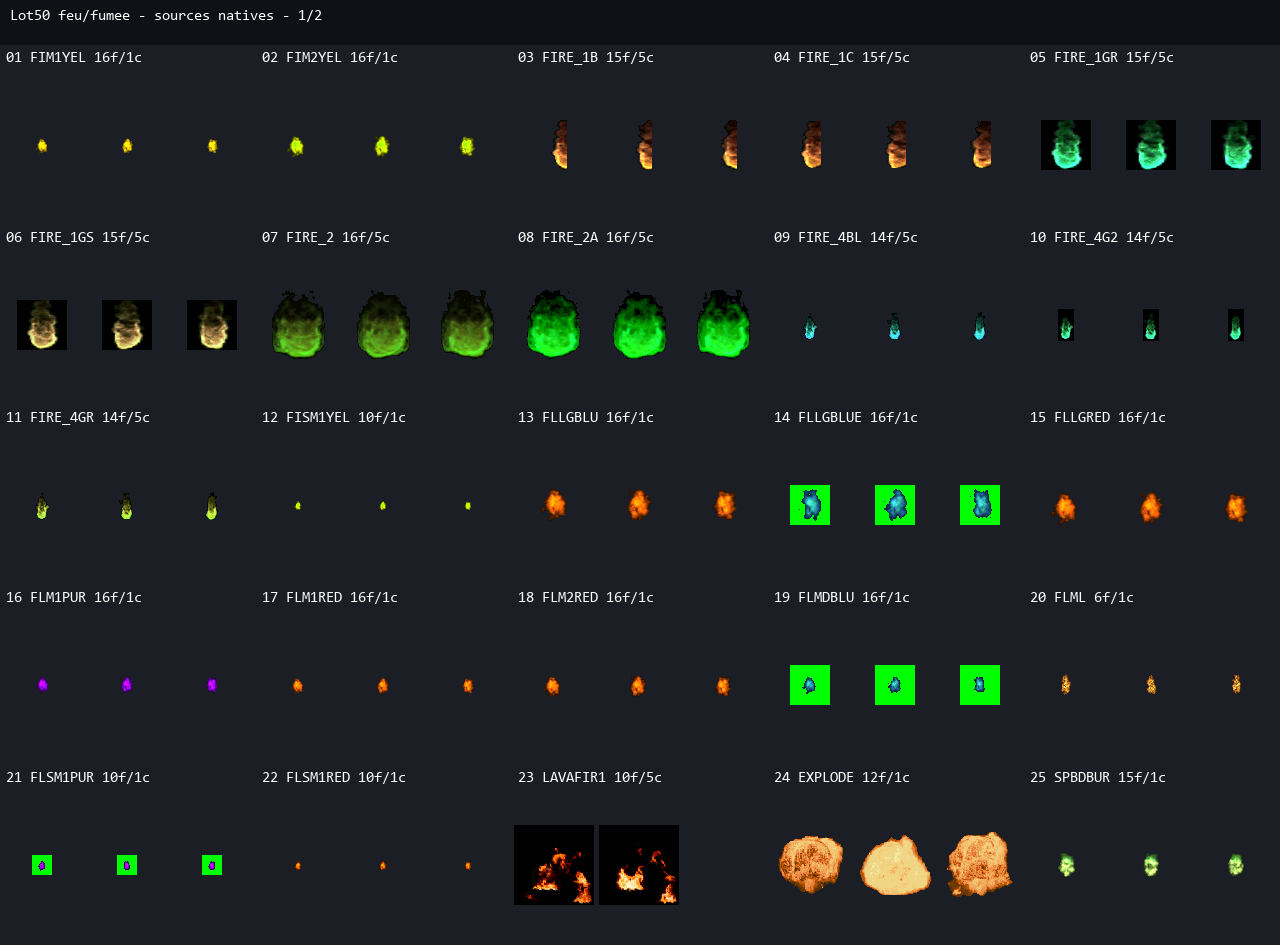 Lot50 feu/fumee - sources natives - 1/2
01 FIM1YEL 16f/1c
02 FIM2YEL 16f/1c
03 FIRE_1B 15f/5c
04 FIRE_1C 15f/5c
05 FIRE_1GR 15f/5c
06 FIRE_1GS 15f/5c
07 FIRE_2 16f/5c
08 FIRE_2A 16f/5c
09 FIRE_4BL 14f/5c
10 FIRE_4G2 14f/5c
11 FIRE_4GR 14f/5c
12 FISM1YEL 10f/1c
13 FLLGBLU 16f/1c
14 FLLGBLUE 16f/1c
15 FLLGRED 16f/1c
16 FLM1PUR 16f/1c
17 FLM1RED 16f/1c
18 FLM2RED 16f/1c
19 FLMDBLU 16f/1c
20 FLML 6f/1c
21 FLSM1PUR 10f/1c
22 FLSM1RED 10f/1c
23 LAVAFIR1 10f/5c
24 EXPLODE 12f/1c
25 SPBDBUR 15f/1c